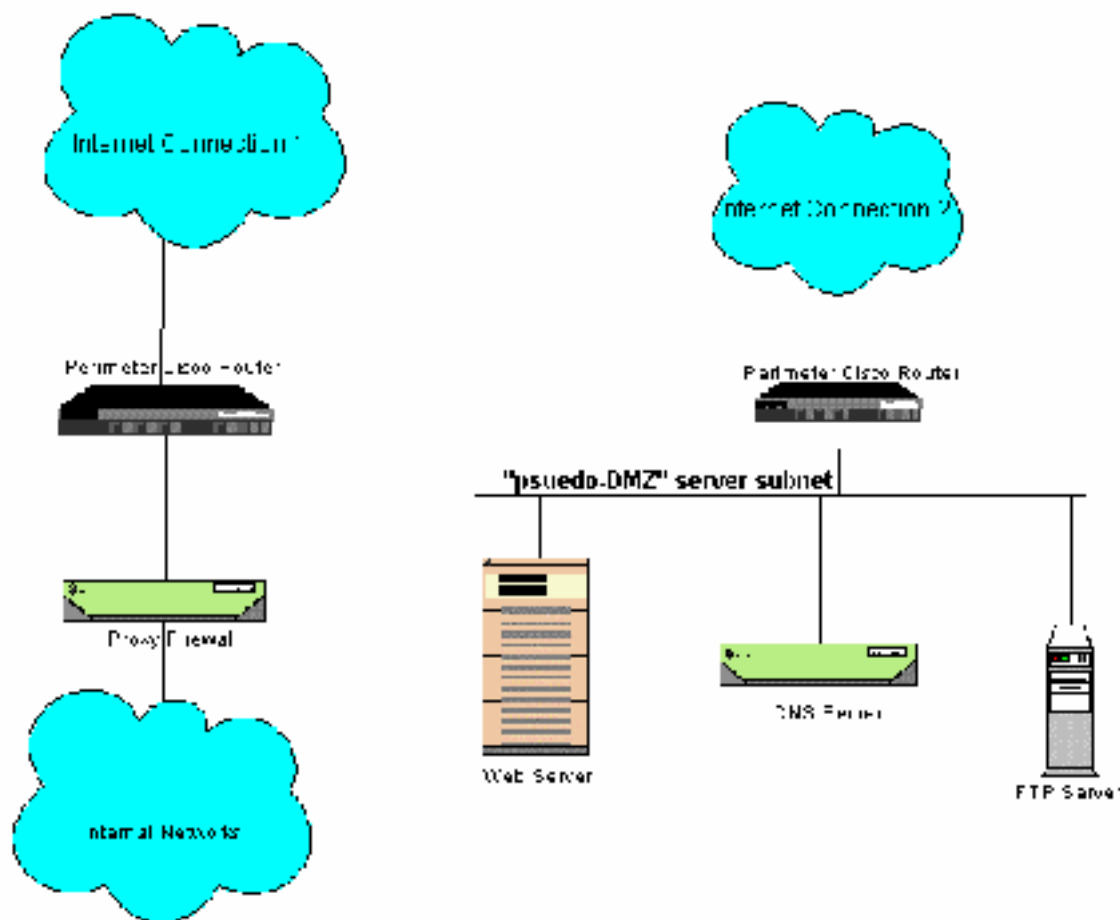 Internet Connection 1
Internet Connection 2
Perimeter Cisco Router
Perimeter Cisco Router
"psuedo-DMZ" server subnet
Proxy Firewall
DNS Server
Web Server
FTP Server
Internal Networks